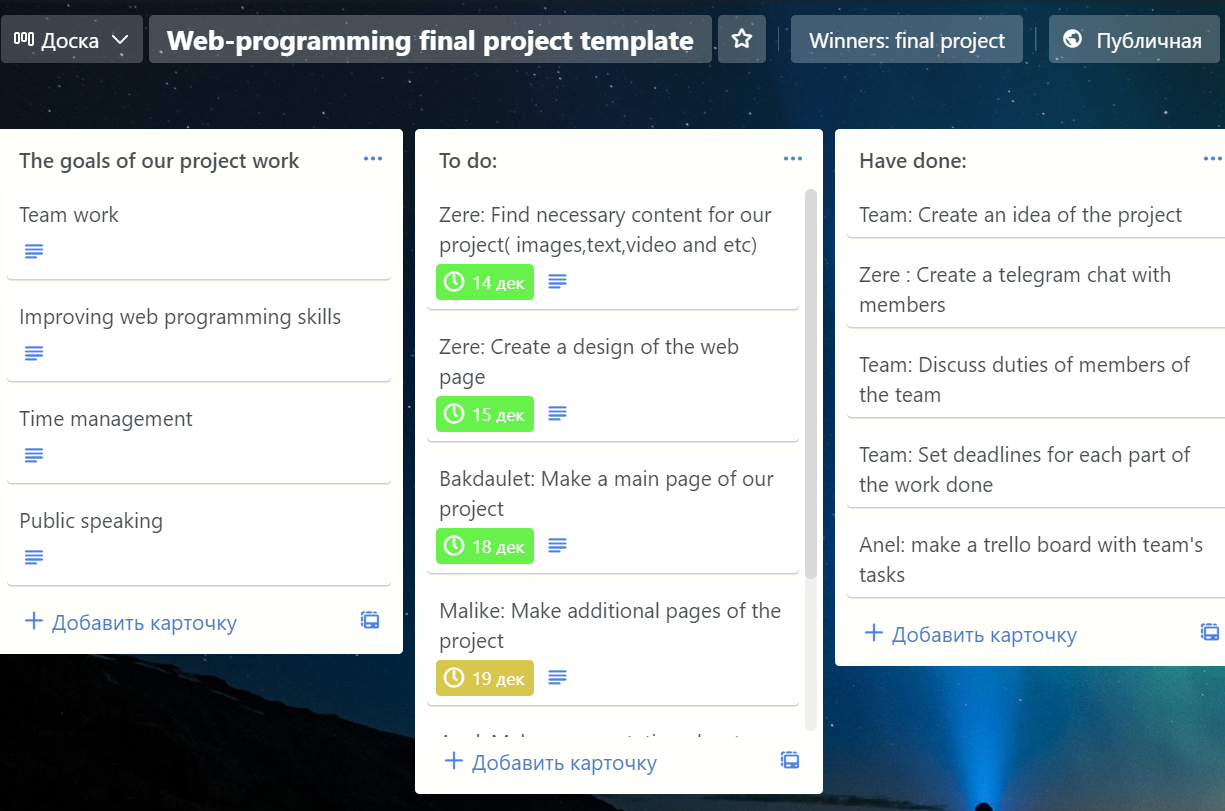 Доска
Web-programming final project template
Winners: final project
Публичная
The goals of our project work
Team work
Improving web programming skills
Time management
Public speaking
Добавить карточку
To do:
Zere: Find necessary content for our
project( images,text,video and etc)
14 дек
Zere: Create a design of the web
page
15 дек
Bakdaulet: Make a main page of our
project
18 дек
Malike: Make additional pages of the
project
19 дек
Добавить карточку
Have done:
Team: Create an idea of the project
Zere : Create a telegram chat with
members
Team: Discuss duties of members of
the team
Team: Set deadlines for each part of
the work done
Anel: make a trello board with team's
tasks
Добавить карточку